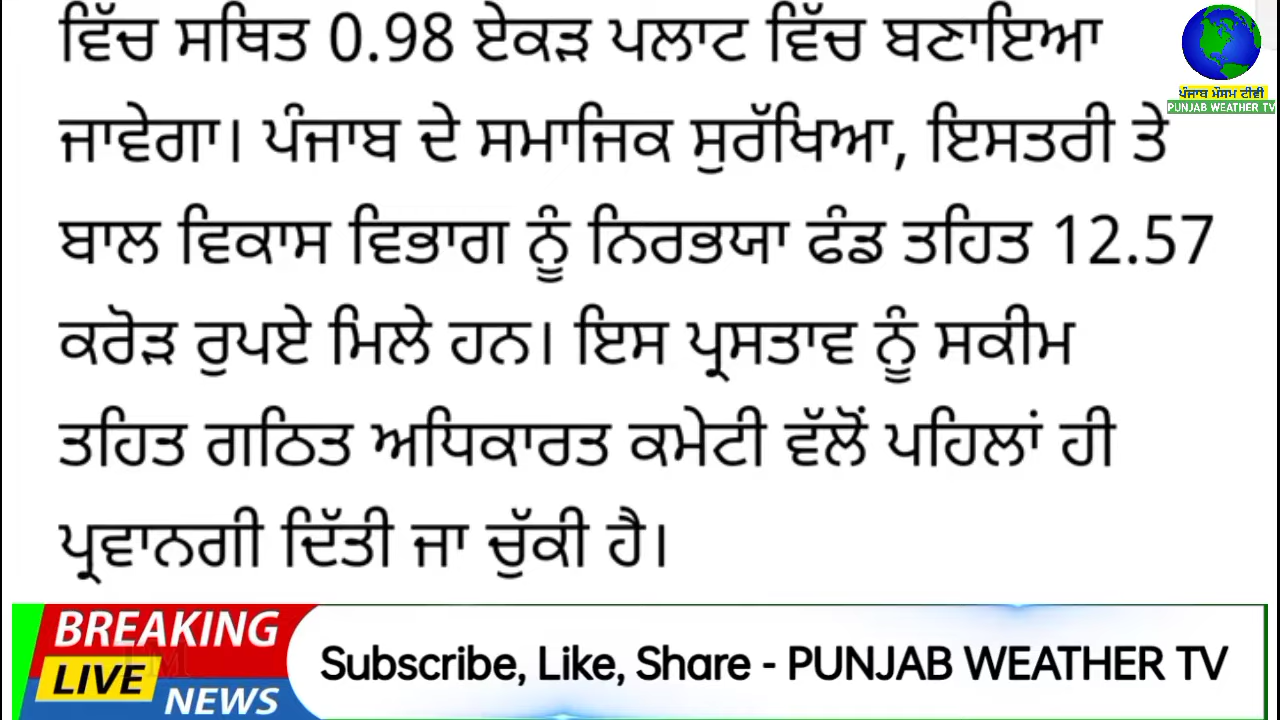 ਵਿੱਚ ਸਥਿਤ 0.98 ਏਕੜ ਪਲਾਟ ਵਿੱਚ ਬਣਾਇਆ
ਜਾਵੇਗਾ। ਪੰਜਾਬ ਦੇ ਸਮਾਜਿਕ ਸੁਰੱਖਿਆ, ਇਸਤਰੀ ਤੇ
ਬਾਲ ਵਿਕਾਸ ਵਿਭਾਗ ਨੂੰ ਨਿਰਭਯਾ ਫੰਡ ਤਹਿਤ 12.57
ਕਰੋੜ ਰੁਪਏ ਮਿਲੇ ਹਨ। ਇਸ ਪ੍ਰਸਤਾਵ ਨੂੰ ਸਕੀਮ
ਤਹਿਤ ਗਠਿਤ ਅਧਿਕਾਰਤ ਕਮੇਟੀ ਵੱਲੋਂ ਪਹਿਲਾਂ ਹੀ
ਪ੍ਰਵਾਨਗੀ ਦਿੱਤੀ ਜਾ ਚੁੱਕੀ ਹੈ।
ਪੰਜਾਬ ਮੌਸਮ ਟੀਵੀ
PUNJAB WEATHER TV
BREAKING
LIVE
NEWS
Subscribe, Like, Share - PUNJAB WEATHER TV